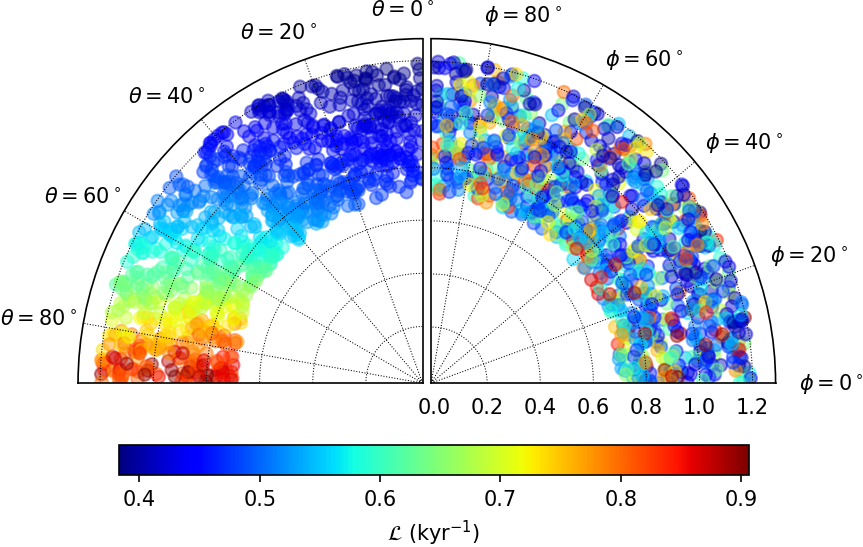 θ = 0°
θ = 20°
θ = 40°
θ = 60°
θ = 80°
ϕ = 80°
ϕ = 60°
ϕ = 40°
ϕ = 20°
ϕ = 0°
0.0 0.2 0.4 0.6 0.8 1.0 1.2
0.4 0.5 0.6 0.7 0.8 0.9
ℒ (kyr⁻¹)